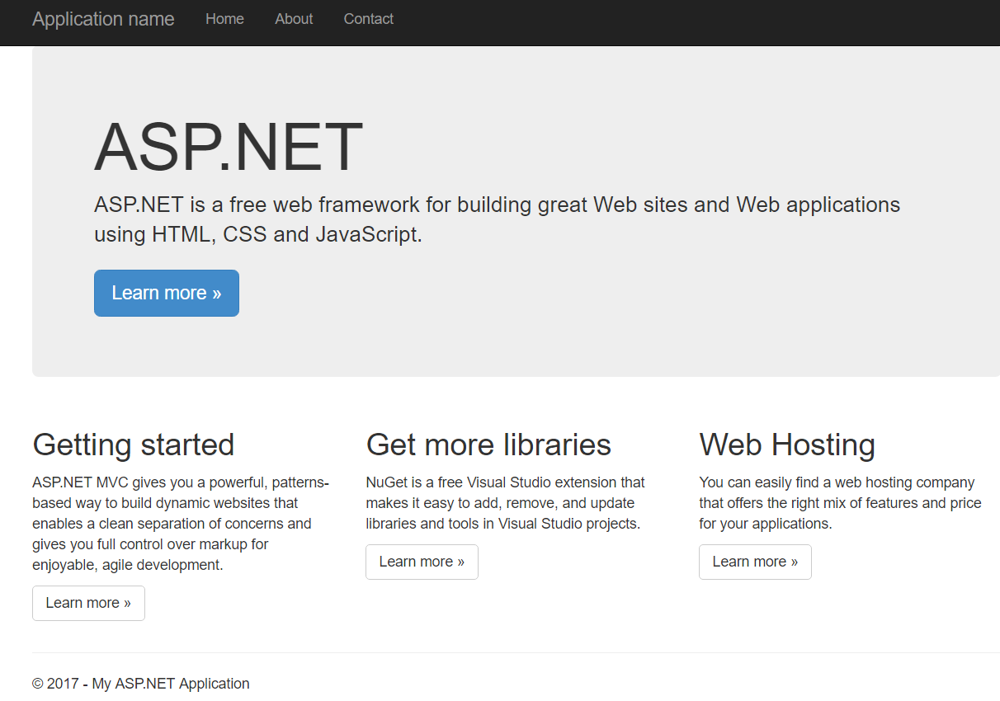 Application name Home About Contact
ASP.NET
ASP.NET is a free web framework for building great Web sites and Web applications
using HTML, CSS and JavaScript.
Learn more »
Getting started
ASP.NET MVC gives you a powerful, patterns-
based way to build dynamic websites that
enables a clean separation of concerns and
gives you full control over markup for
enjoyable, agile development.
Learn more »
Get more libraries
NuGet is a free Visual Studio extension that
makes it easy to add, remove, and update
libraries and tools in Visual Studio projects.
Learn more »
Web Hosting
You can easily find a web hosting company
that offers the right mix of features and price
for your applications.
Learn more »
© 2017 - My ASP.NET Application